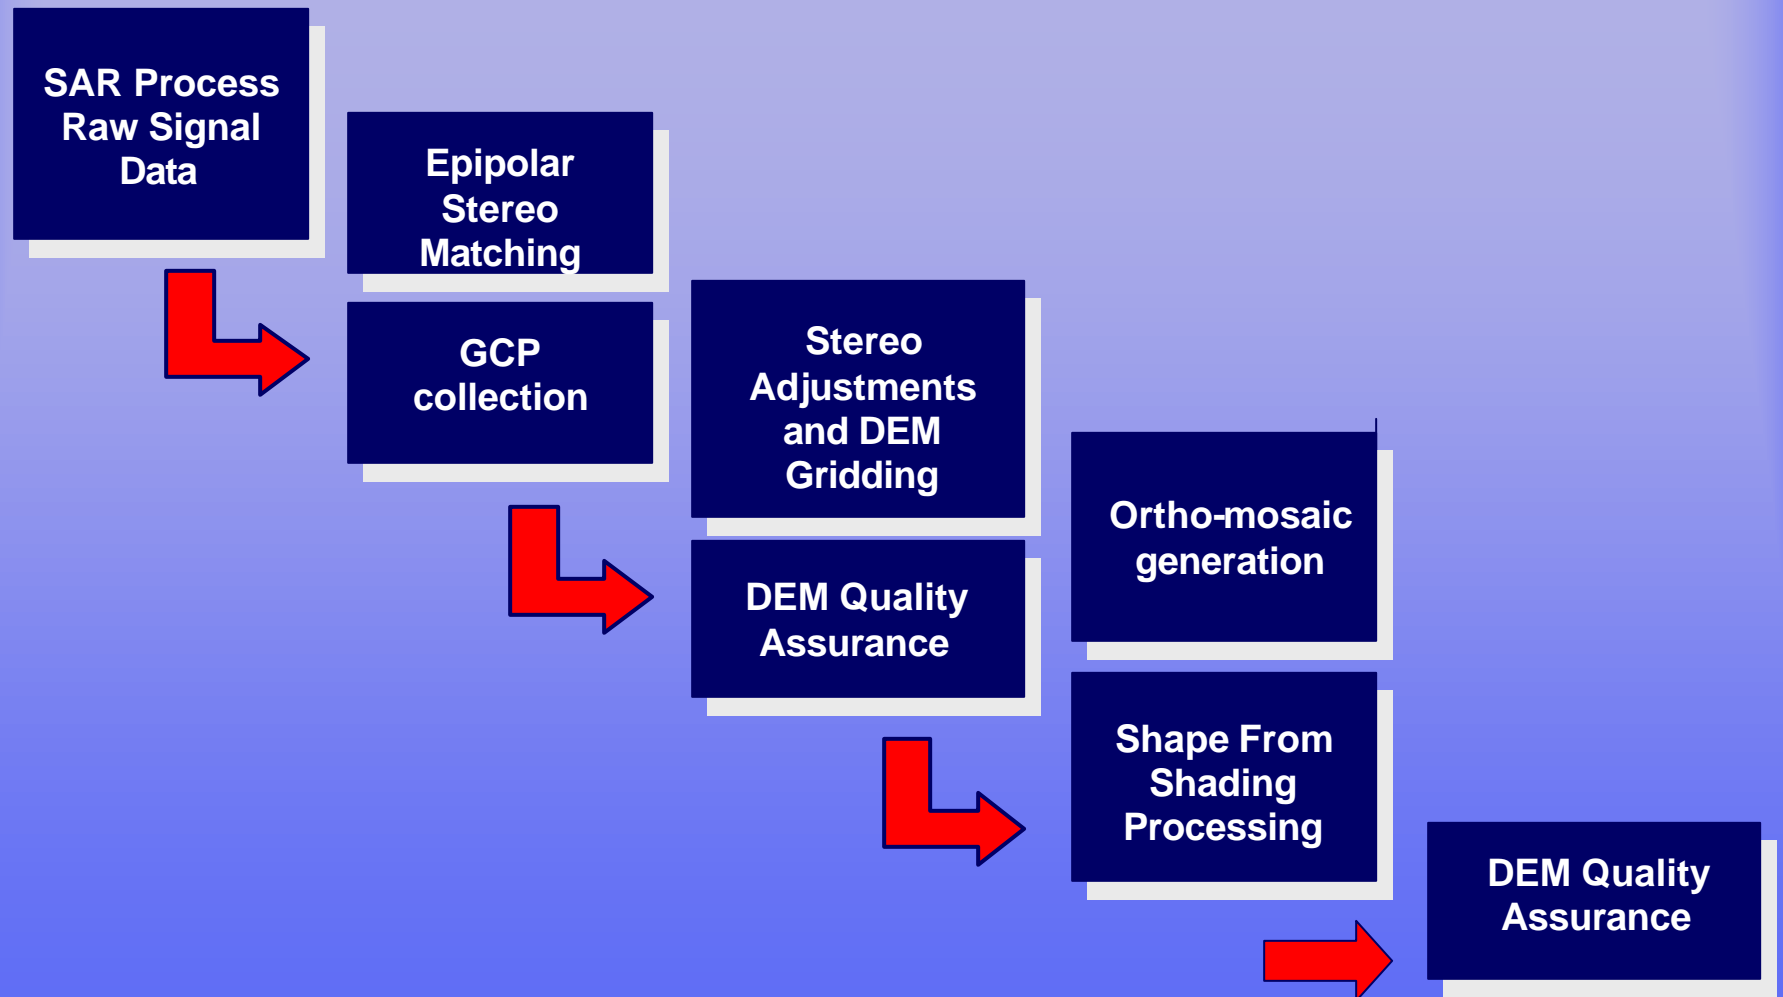 SAR Process
Raw Signal
Data
Epipolar
Stereo
Matching
GCP
collection
Stereo
Adjustments
and DEM
Gridding
DEM Quality
Assurance
Ortho-mosaic
generation
Shape From
Shading
Processing
DEM Quality
Assurance